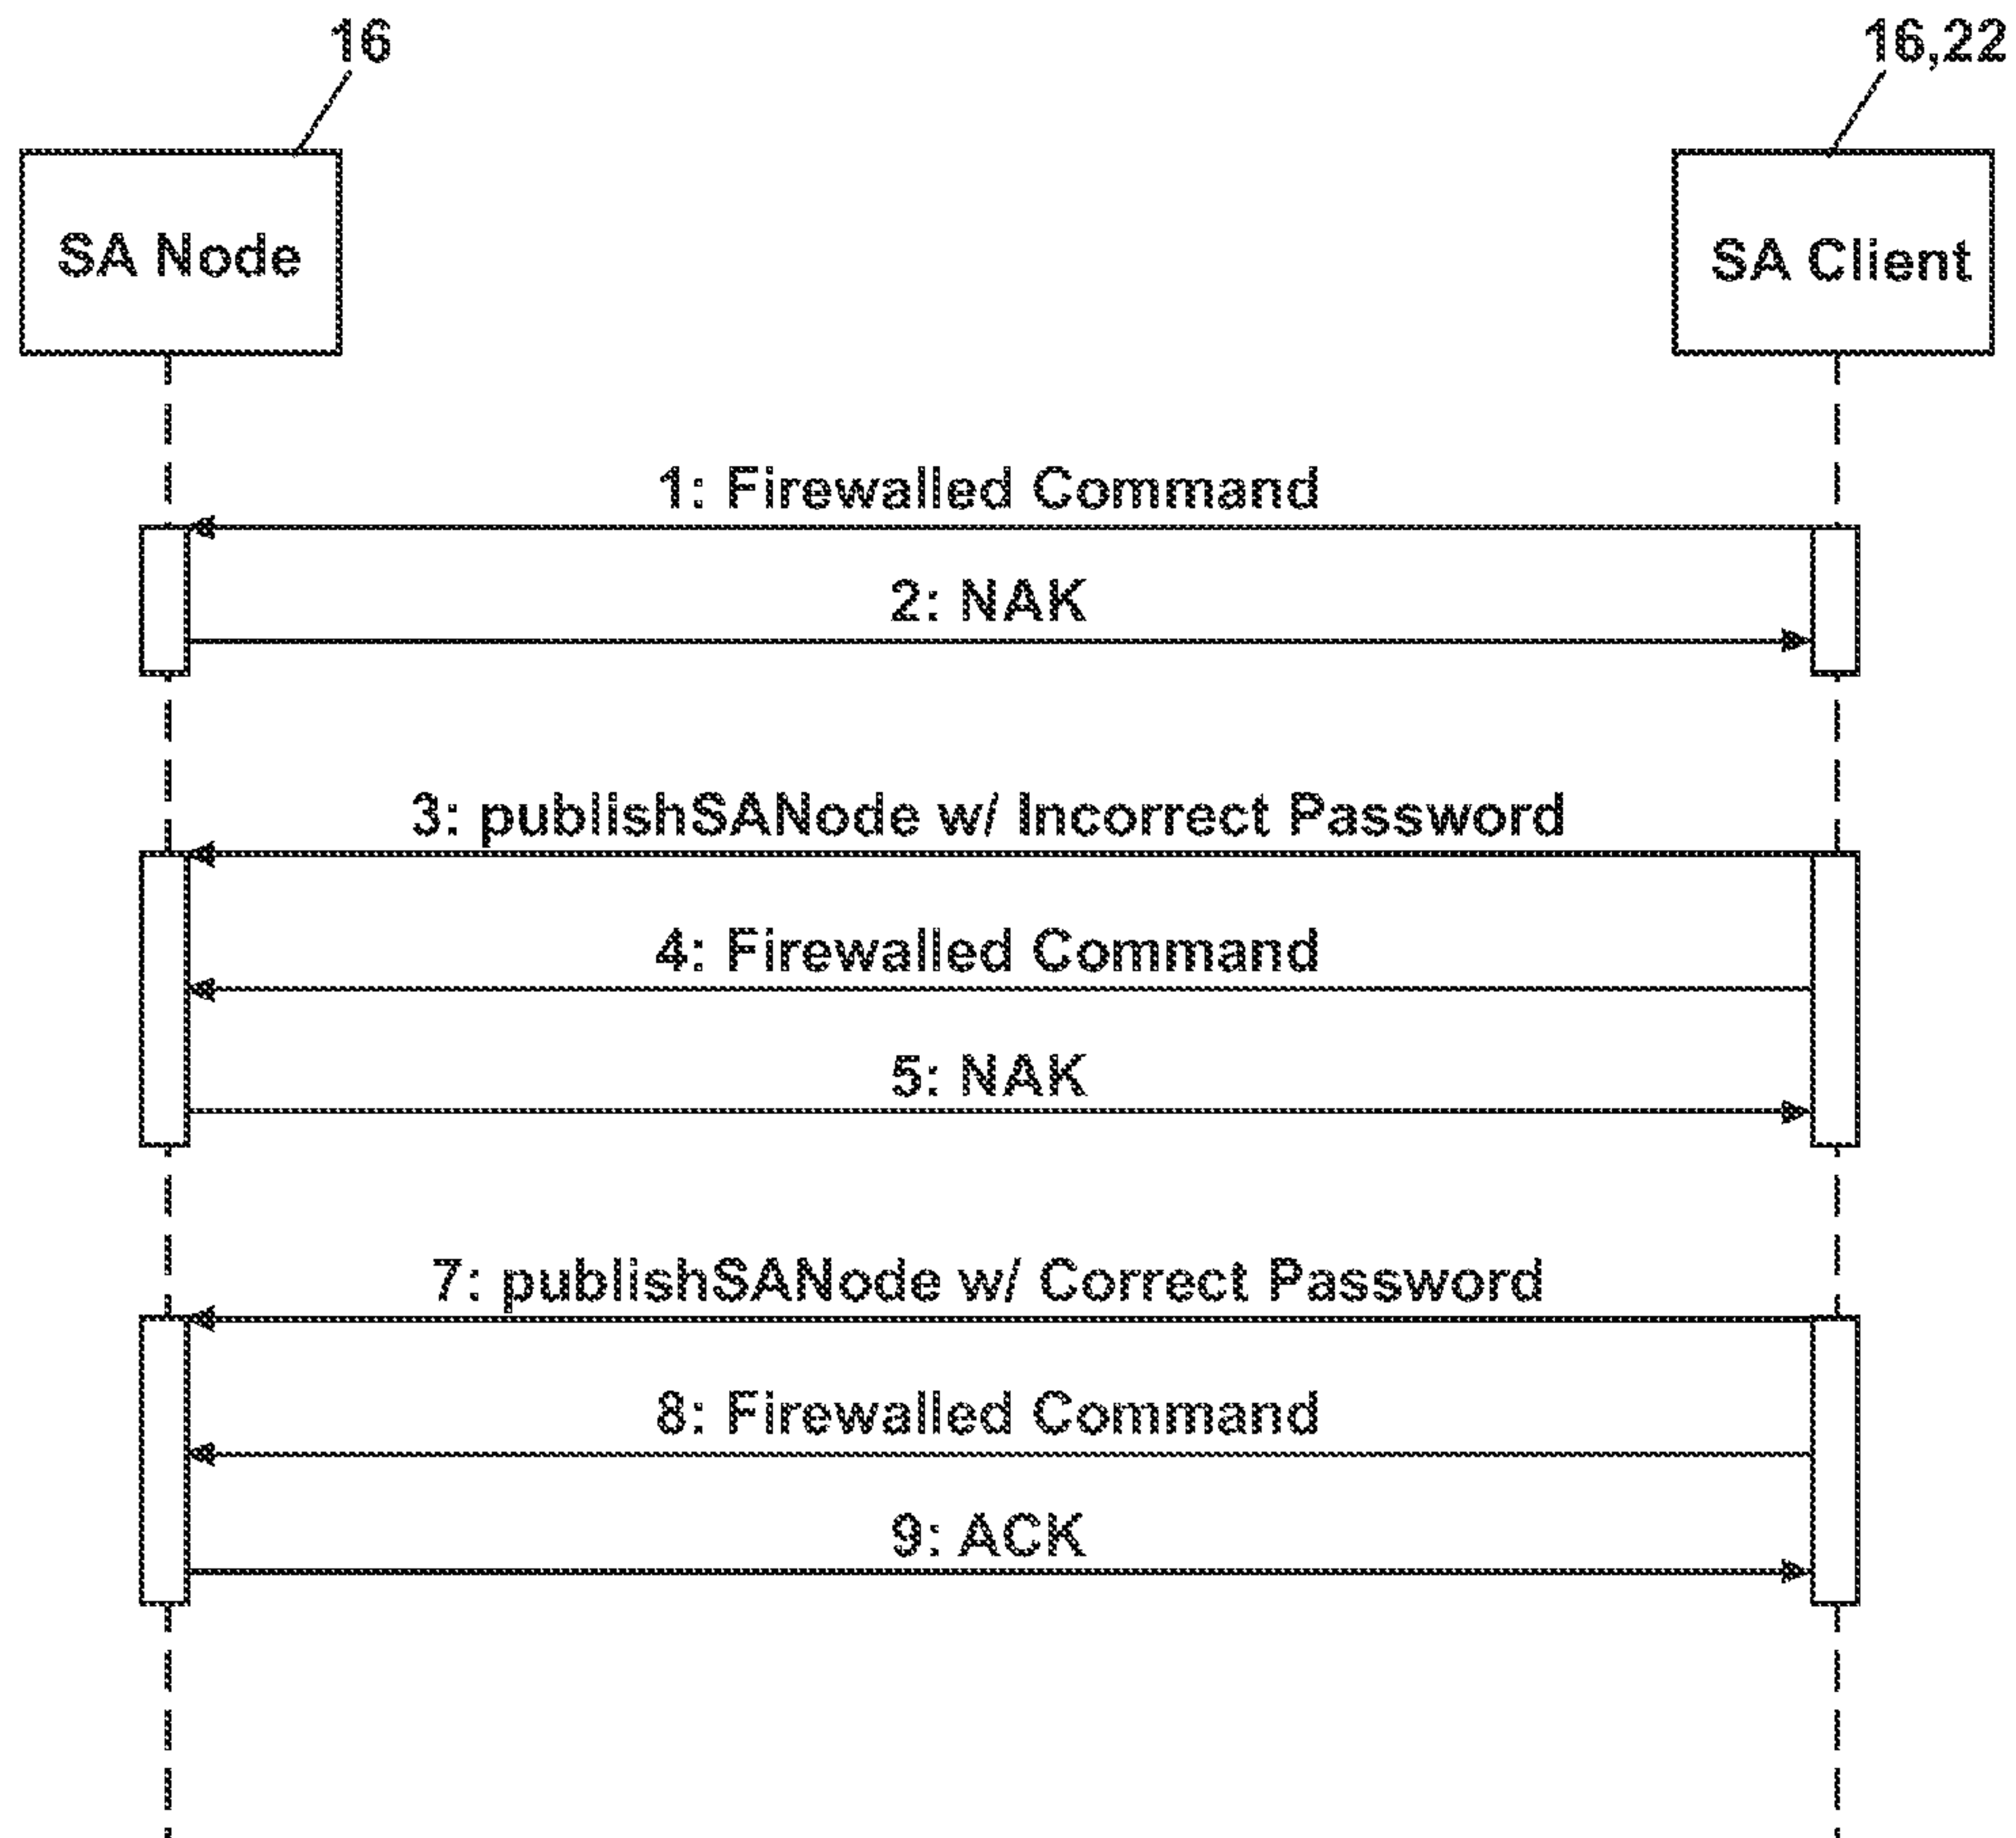 16
16,22
SA Node
SA Client
1: Firewalled Command
2: NAK
3: publishSANode w/ Incorrect Password
4: Firewalled Command
5: NAK
7: publishSANode w/ Correct Password
8: Firewalled Command
9: ACK